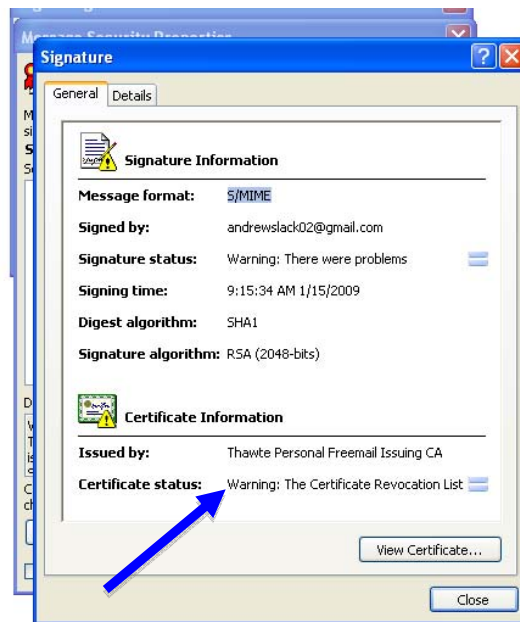 Message Security Properties
Signature
General Details
Signature Information
Message format: S/MIME
Signed by: andrewslack02@gmail.com
Signature status: Warning: There were problems
Signing time: 9:15:34 AM 1/15/2009
Digest algorithm: SHA1
Signature algorithm: RSA (2048-bits)
Certificate Information
Issued by: Thawte Personal Freemail Issuing CA
Certificate status: Warning: The Certificate Revocation List
View Certificate...
Close